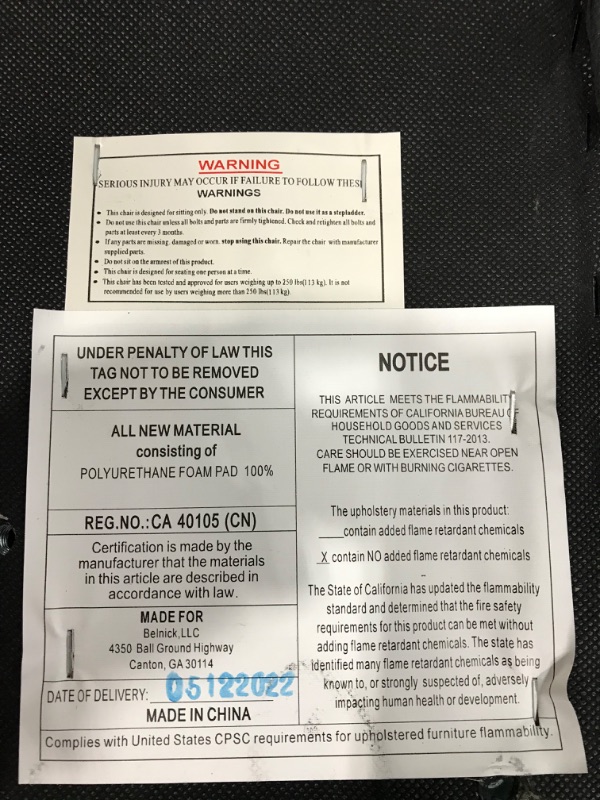 WARNING
SERIOUS INJURY MAY OCCUR IF FAILURE TO FOLLOW THES
WARNINGS
• This chair is designed for sitting only. Do not stand on this chair. Do not use it as a stepladder.
• Do not use this chair unless all bolts and parts are firmly tightened. Check and retighten all bolts and
parts at least every 3 months.
• If any parts are missing, damaged or worn, stop using this chair. Repair the chair with manufacturer
supplied parts.
• Do not sit on the armrest of this product.
• This chair is designed for seating one person at a time.
• This chair has been tested and approved for users weighing up to 250 lbs(113 kg). It is not
recommended for use by users weighing more than 250 lbs(113 kg).
UNDER PENALTY OF LAW THIS
TAG NOT TO BE REMOVED
EXCEPT BY THE CONSUMER
ALL NEW MATERIAL
consisting of
POLYURETHANE FOAM PAD 100%
REG.NO.:CA 40105 (CN)
Certification is made by the
manufacturer that the materials
in this article are described in
accordance with law.
MADE FOR
Belnick,LLC
4350 Ball Ground Highway
Canton, GA 30114
DATE OF DELIVERY: 05122022
MADE IN CHINA
NOTICE
THIS ARTICLE MEETS THE FLAMMABILIT
REQUIREMENTS OF CALIFORNIA BUREAU OF
HOUSEHOLD GOODS AND SERVICES
TECHNICAL BULLETIN 117-2013.
CARE SHOULD BE EXERCISED NEAR OPEN
FLAME OR WITH BURNING CIGARETTES.
The upholstery materials in this product:
____contain added flame retardant chemicals
_X_contain NO added flame retardant chemicals
The State of California has updated the flammability
standard and determined that the fire safety
requirements for this product can be met without
adding flame retardant chemicals. The state has
identified many flame retardant chemicals as being
known to, or strongly suspected of, adversely
impacting human health or development.
Complies with United States CPSC requirements for upholstered furniture flammability.